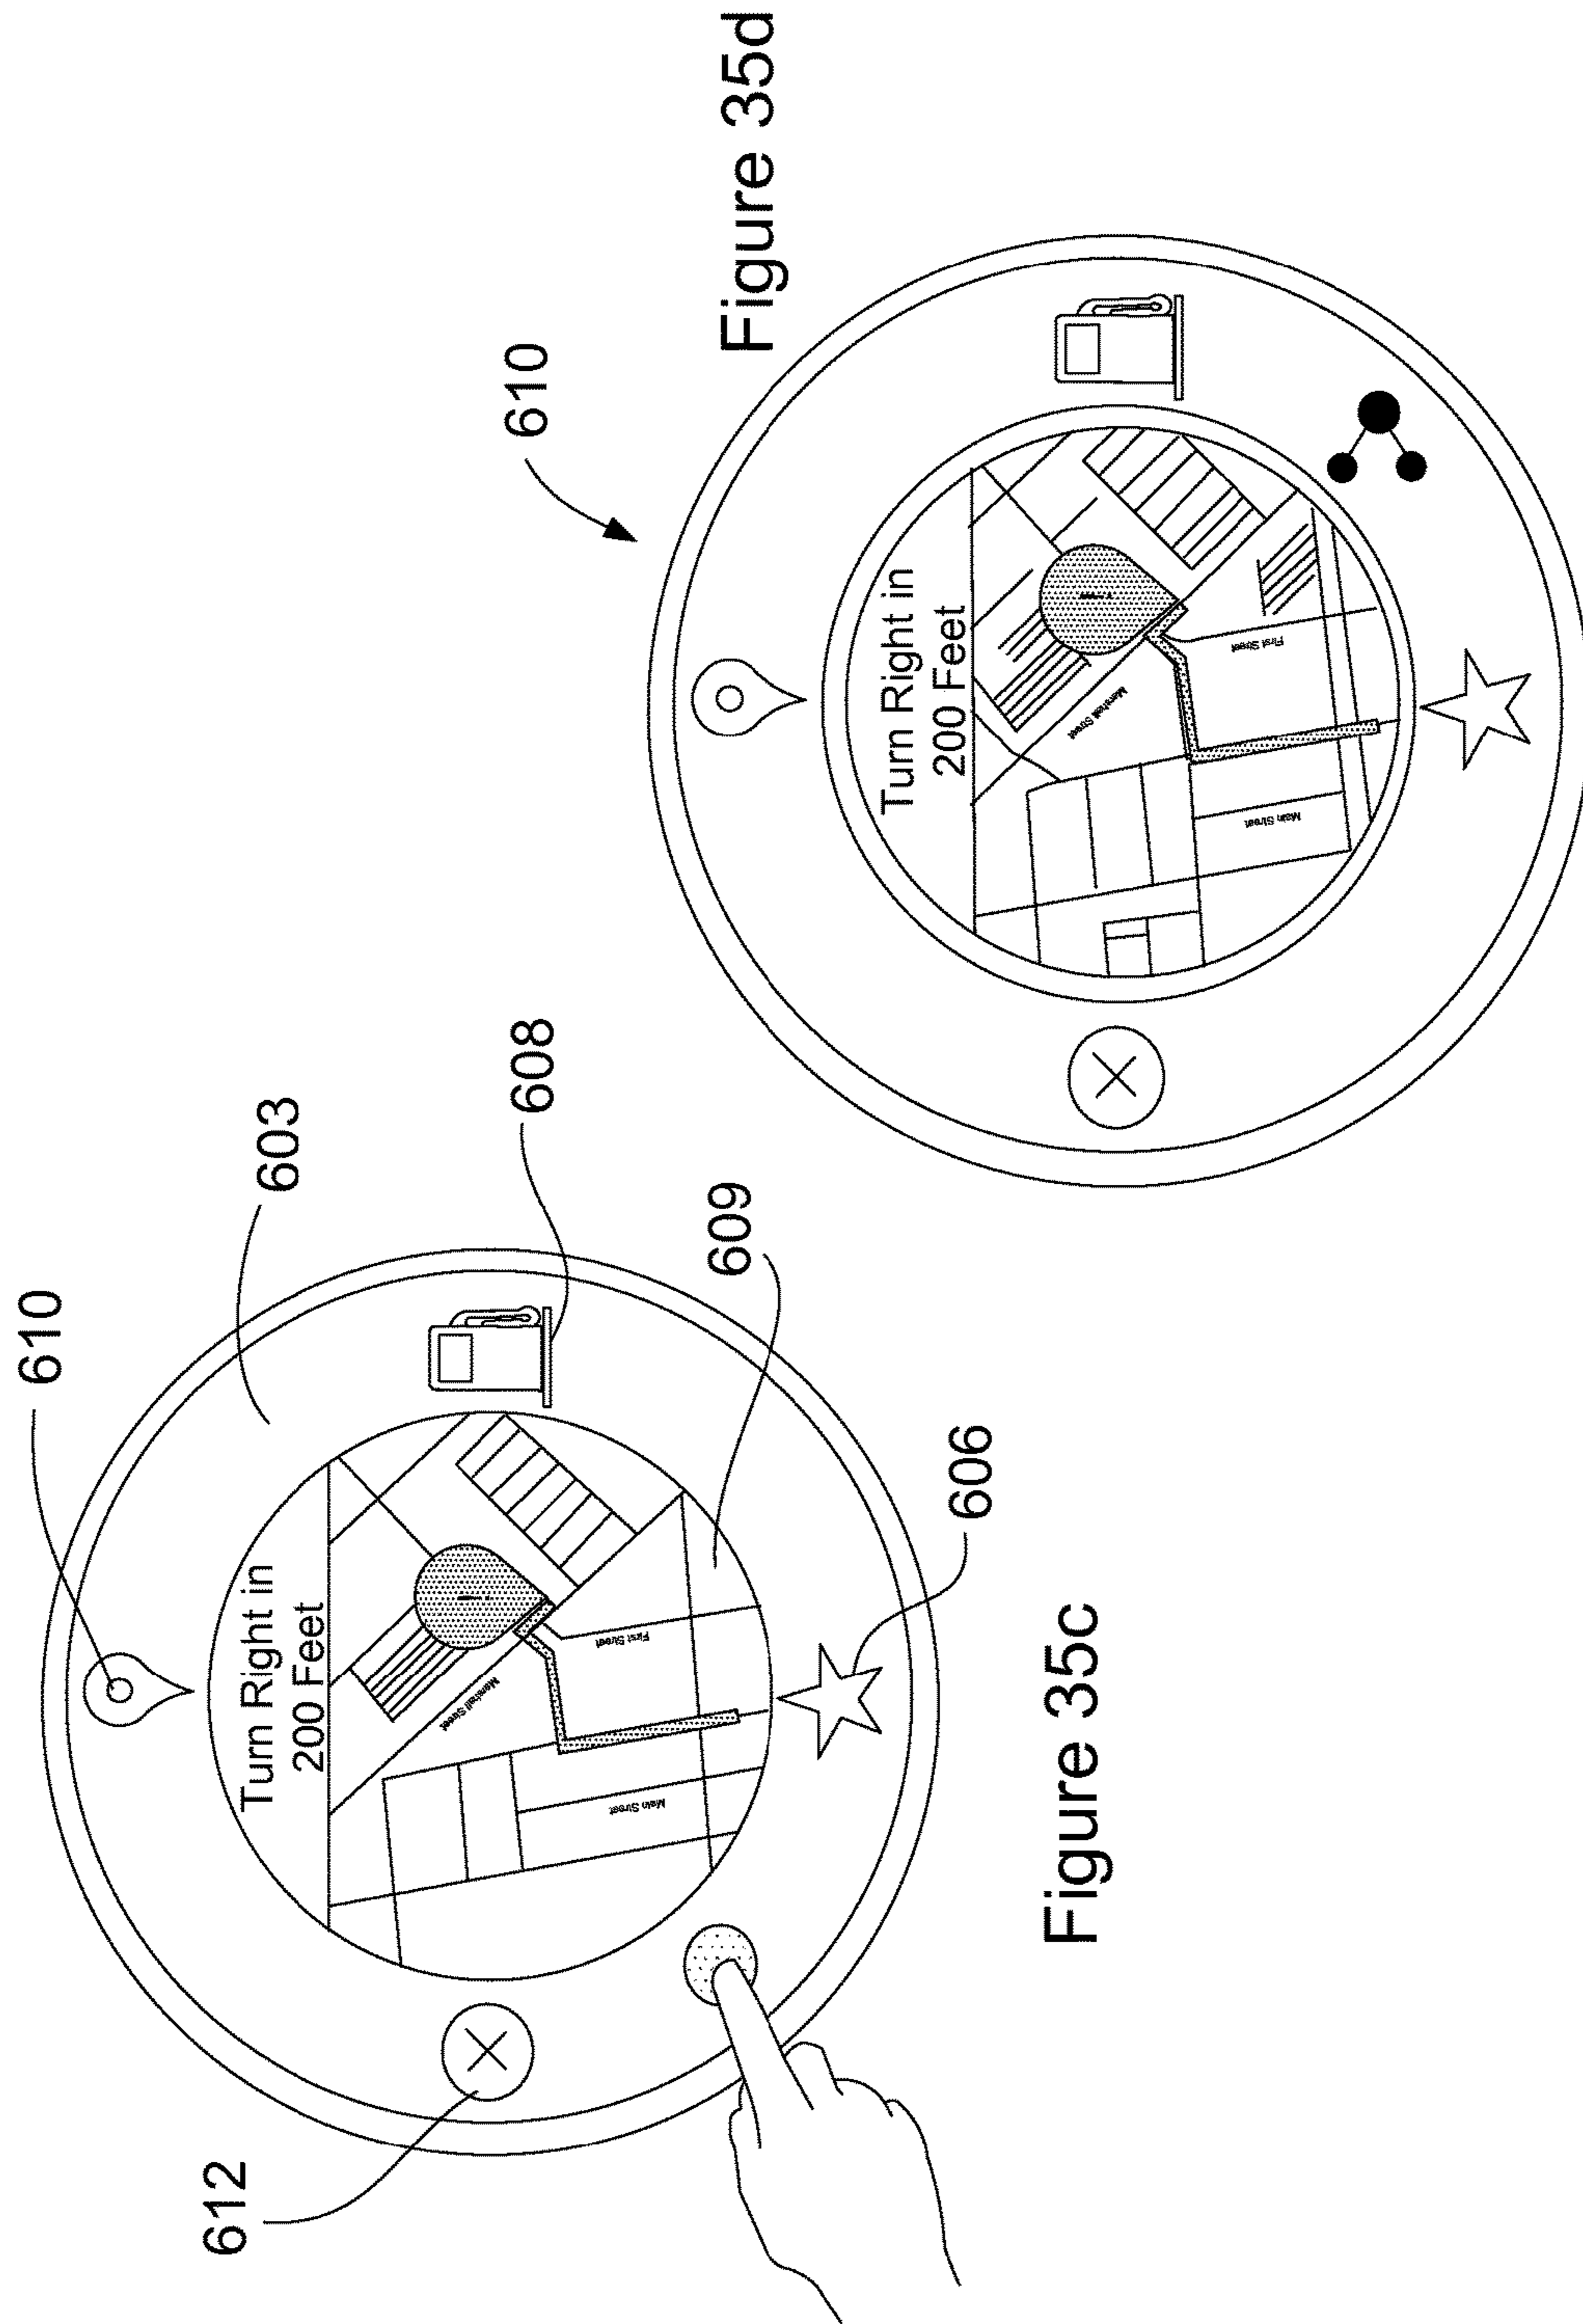 610
603
608
609
606
612
Turn Right in
200 Feet
Marshall Street
First Street
Main Street
Figure 35c
610
Turn Right in
200 Feet
Marshall Street
First Street
Main Street
Figure 35d